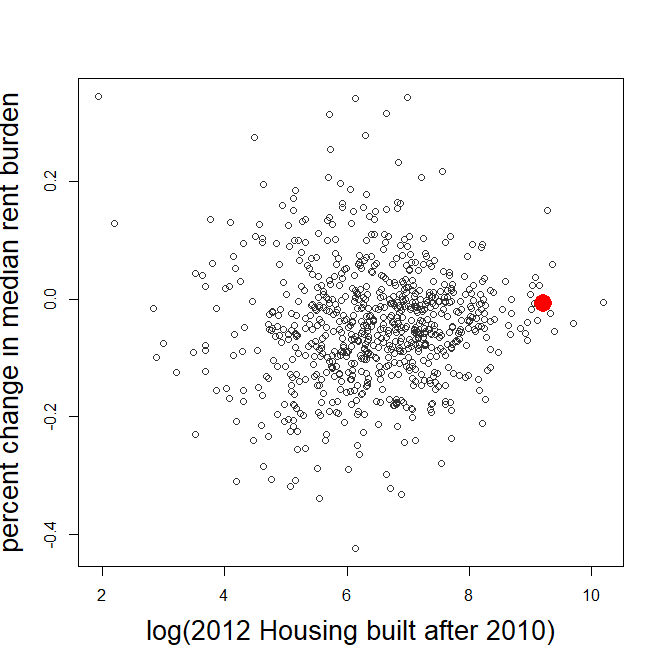 percent change in median rent burden
0.2
0.0
-0.2
-0.4
2 4 6 8 10
log(2012 Housing built after 2010)